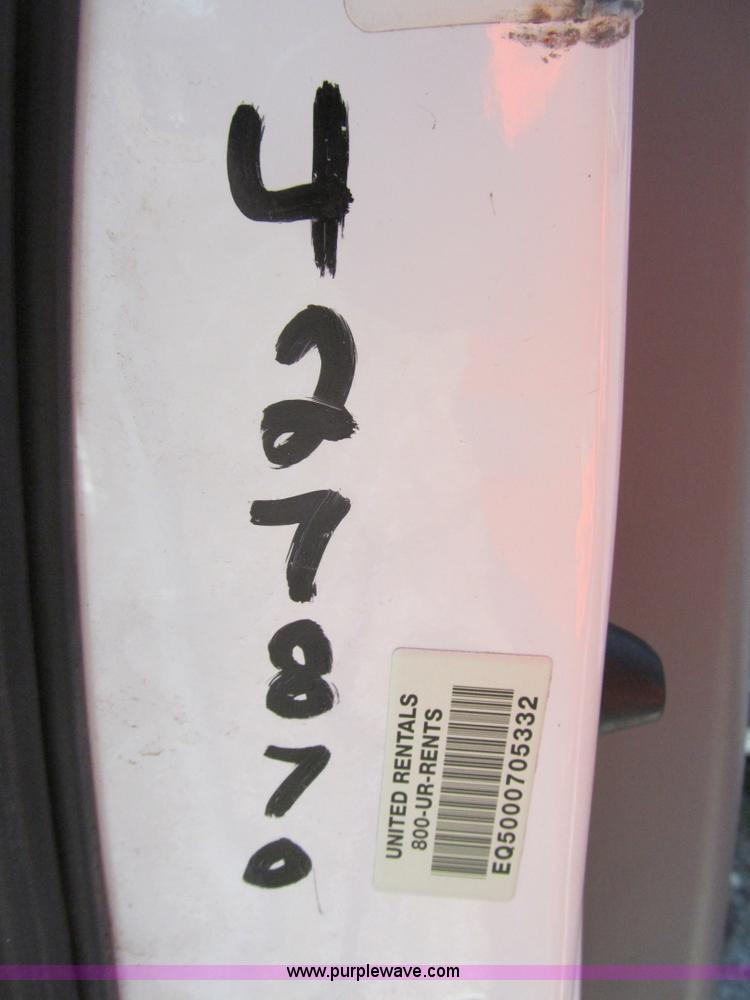 4
2
7
8
7
0
UNITED RENTALS
800-UR-RENTS
EQ5000705332
www.purplewave.com